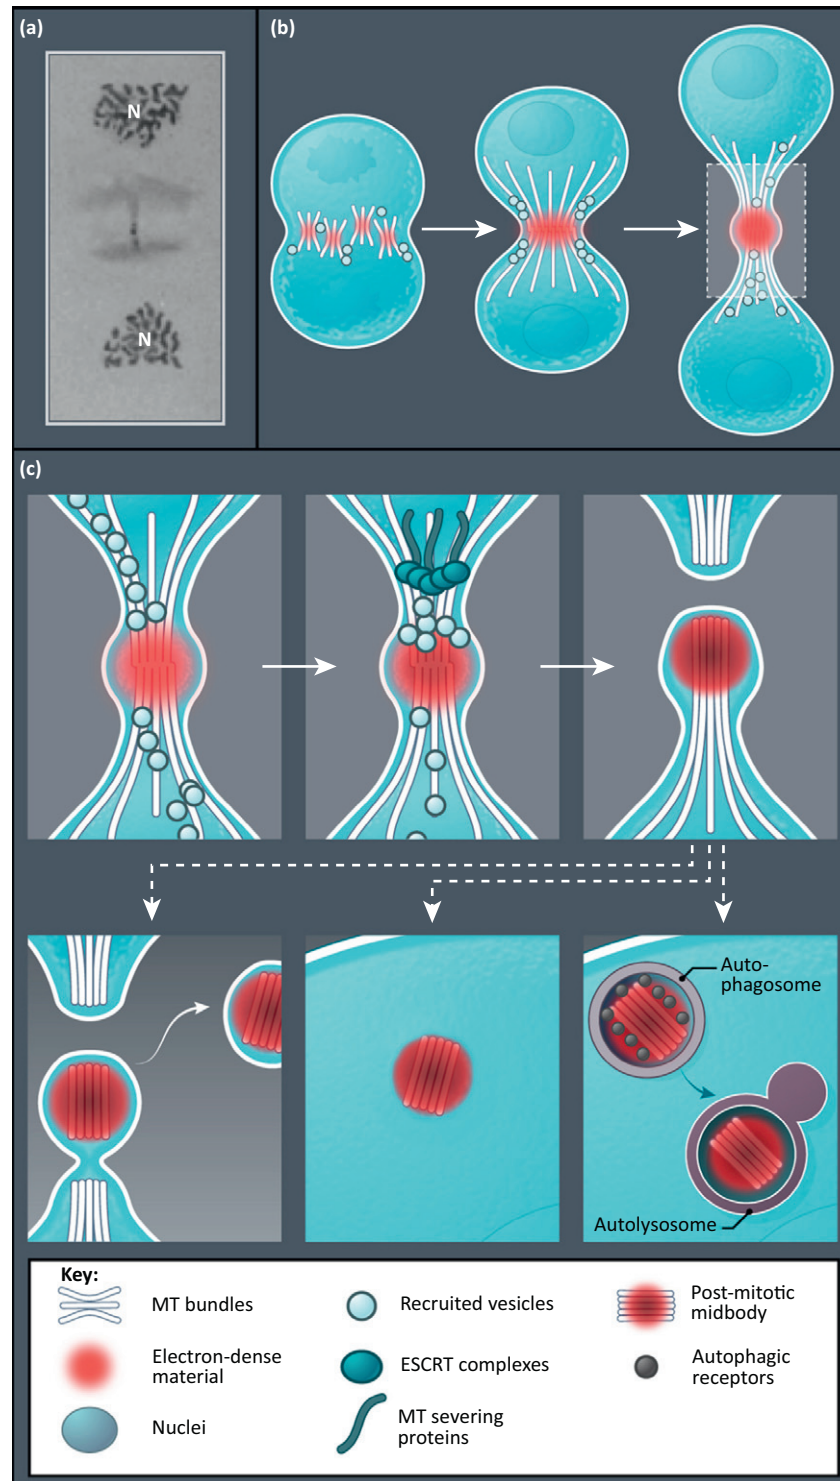 (a)
N
N
(b)
(c)
Auto-
phagosome
Autolysosome
Key:
MT bundles
Recruited vesicles
Post-mitotic
midbody
Electron-dense
material
ESCRT complexes
Autophagic
receptors
Nuclei
MT severing
proteins